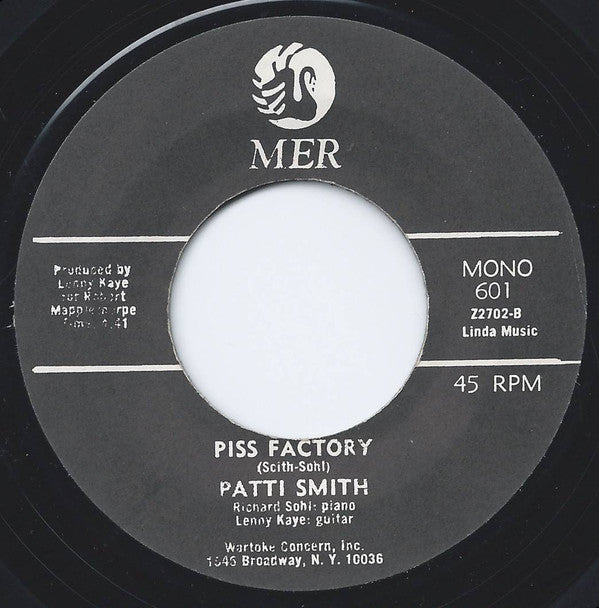 MER
Produced by
Lenny Kaye
for Robert
Mapplethorpe
MONO
601
Z2702-B
Linda Music
45 RPM
PISS FACTORY
(Scith-Sohl)
PATTI SMITH
Richard Sohl: piano
Lenny Kaye: guitar
Wartoke Concern, Inc.
1545 Broadway, N. Y. 10036